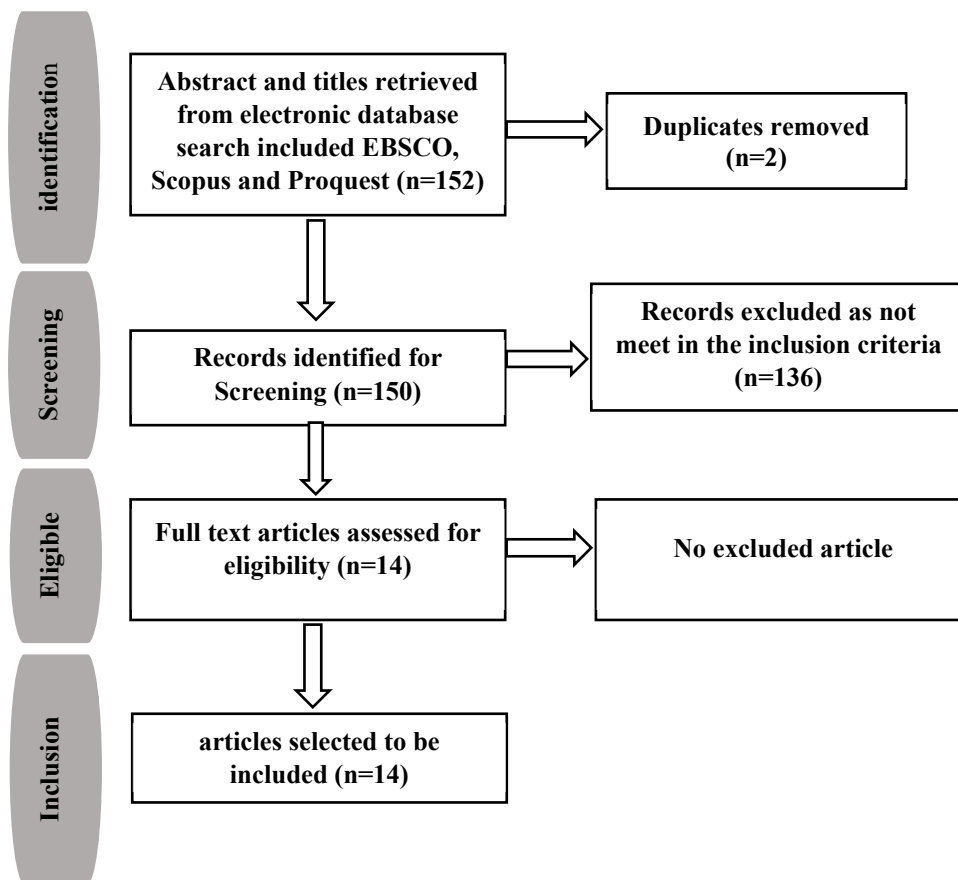 identification
Abstract and titles retrieved
from electronic database
search included EBSCO,
Scopus and Proquest (n=152)
Duplicates removed
(n=2)
Screening
Records identified for
Screening (n=150)
Records excluded as not
meet in the inclusion criteria
(n=136)
Eligible
Full text articles assessed for
eligibility (n=14)
No excluded article
Inclusion
articles selected to be
included (n=14)